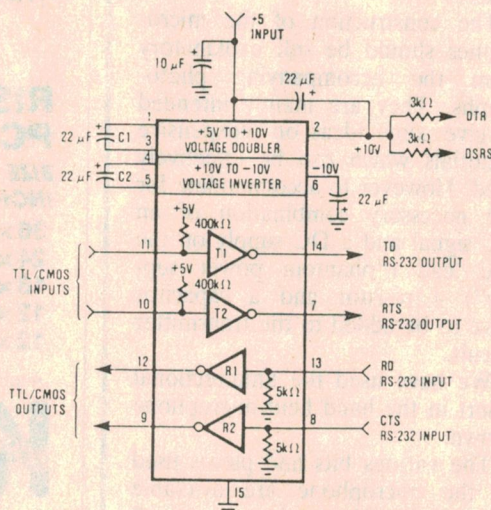 +5
INPUT
10 µF
+
22 µF
+
1
22 µF
+
C1
3
+5V TO +10V
VOLTAGE DOUBLER
2
+10V
3kΩ
DTR
3kΩ
DSRS
4
22 µF
+
C2
5
+10V TO −10V
VOLTAGE INVERTER
−10V
6
+
22 µF
+5V
400kΩ
11
T1
14
TD
RS-232 OUTPUT
TTL/CMOS
INPUTS
+5V
400kΩ
10
T2
7
RTS
RS-232 OUTPUT
12
R1
13
RD
RS-232 INPUT
5kΩ
TTL/CMOS
OUTPUTS
9
R2
8
CTS
RS-232 INPUT
5kΩ
15